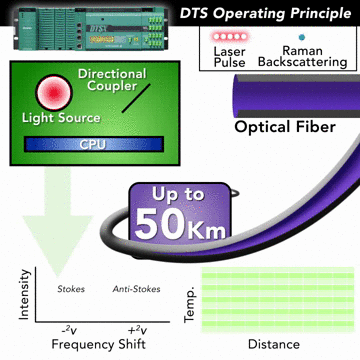 DTS
DTS Operating Principle
Laser
Pulse
Raman
Backscattering
Directional
Coupler
Light Source
CPU
Optical Fiber
Up to
50Km
Intensity
Stokes
Anti-Stokes
-²v
+²v
Frequency Shift
Temp.
Distance